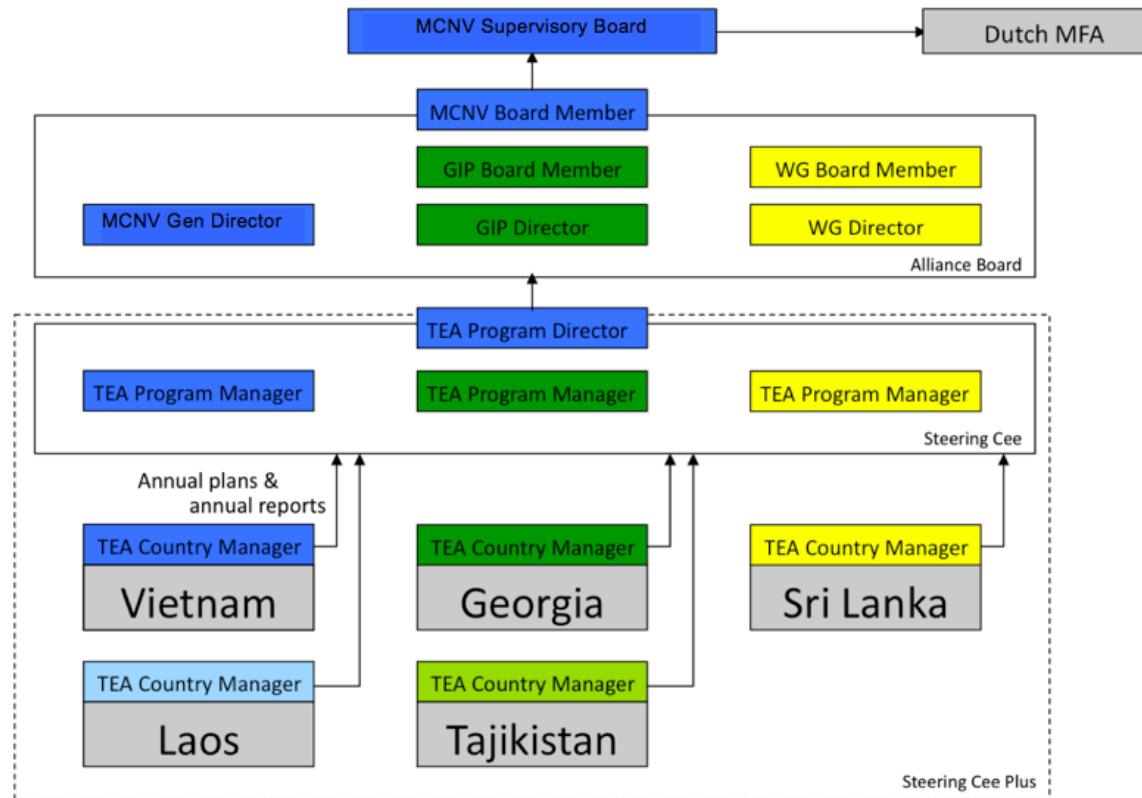 MCNV Supervisory Board
Dutch MFA
MCNV Board Member
GIP Board Member
WG Board Member
MCNV Gen Director
GIP Director
WG Director
Alliance Board
TEA Program Director
TEA Program Manager
TEA Program Manager
TEA Program Manager
Steering Cee
Annual plans &
annual reports
TEA Country Manager
TEA Country Manager
TEA Country Manager
Vietnam
Georgia
Sri Lanka
TEA Country Manager
TEA Country Manager
Laos
Tajikistan
Steering Cee Plus